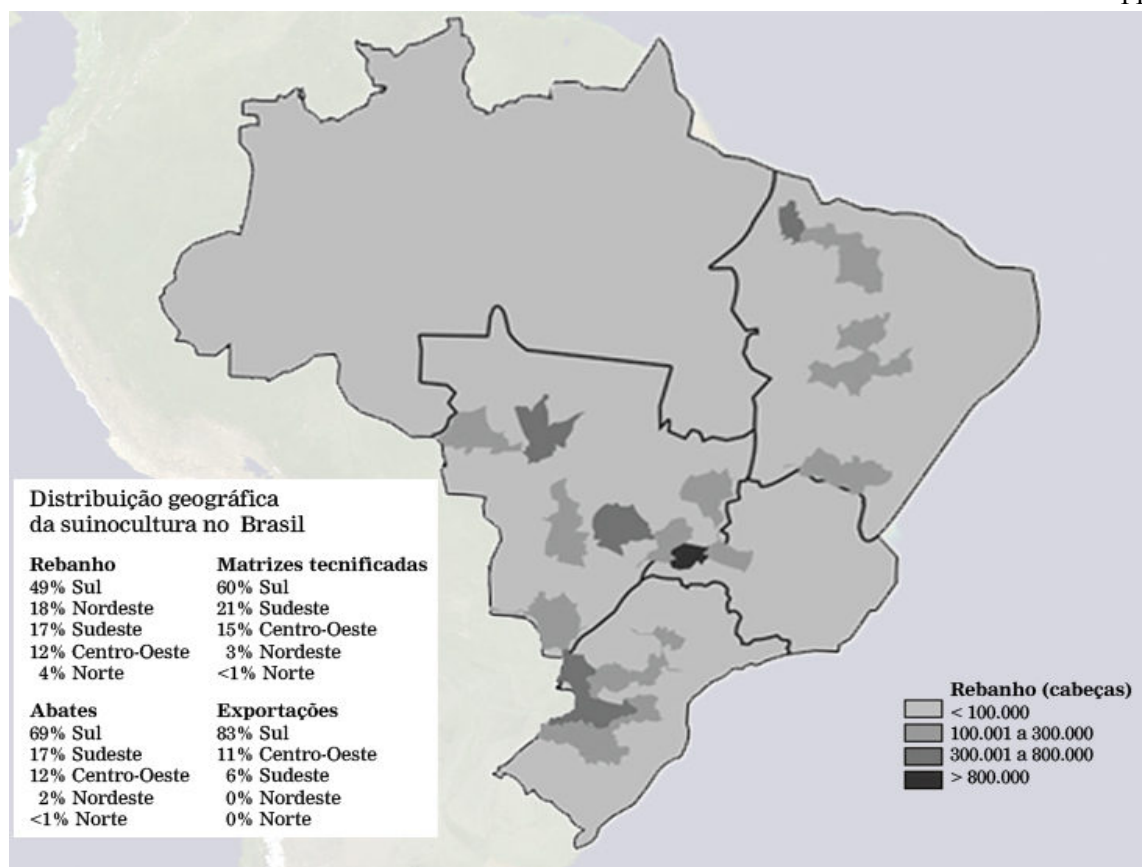 Distribuição geográfica
da suinocultura no Brasil
Rebanho
49% Sul
18% Nordeste
17% Sudeste
12% Centro-Oeste
4% Norte
Matrizes tecnificadas
60% Sul
21% Sudeste
15% Centro-Oeste
3% Nordeste
<1% Norte
Abates
69% Sul
17% Sudeste
12% Centro-Oeste
2% Nordeste
<1% Norte
Exportações
83% Sul
11% Centro-Oeste
6% Sudeste
0% Nordeste
0% Norte
Rebanho (cabeças)
< 100.000
100.001 a 300.000
300.001 a 800.000
> 800.000